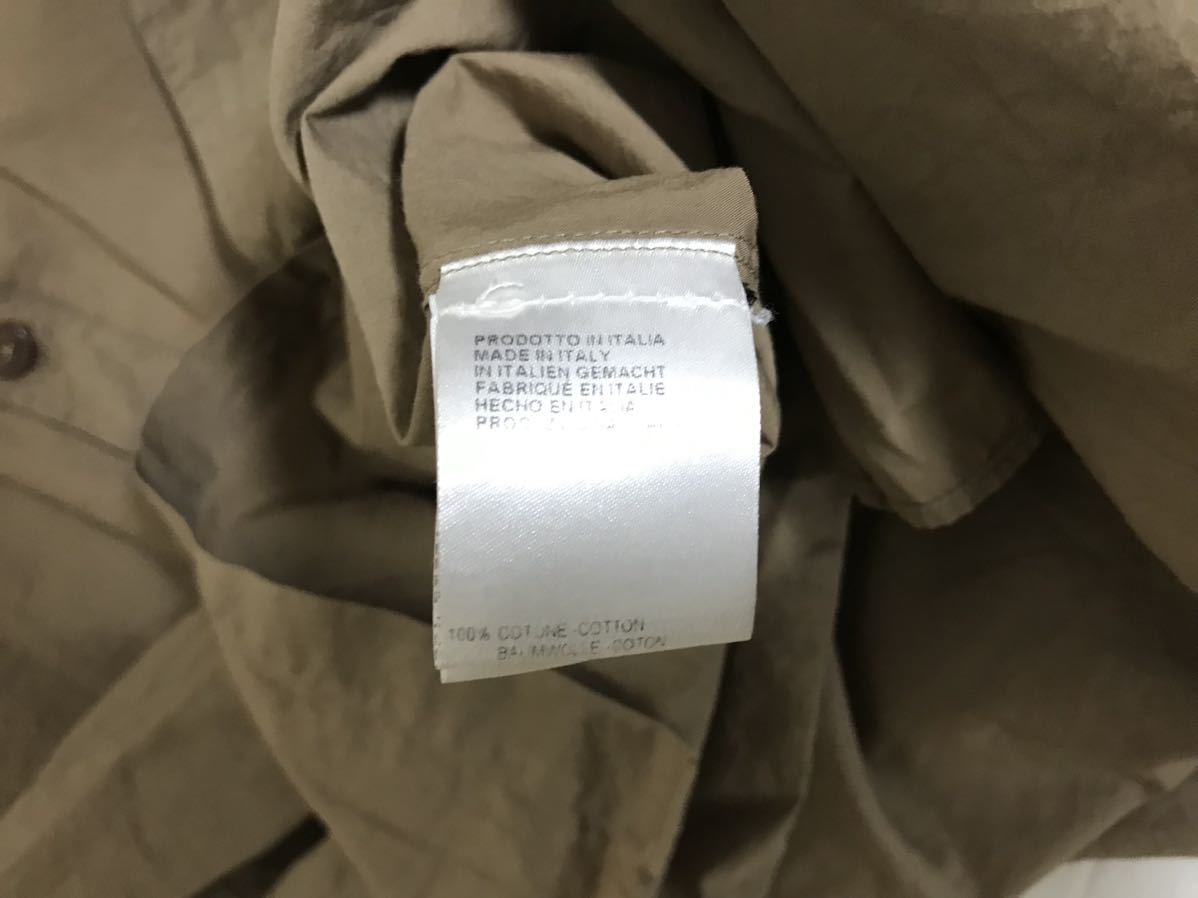 PRODOTTO IN ITALIA
MADE IN ITALY
IN ITALIEN GEMACHT
FABRIQUÉ EN ITALIE
HECHO EN ITALIA
100% COTONE-COTTON
BAUMWOLLE-COTON